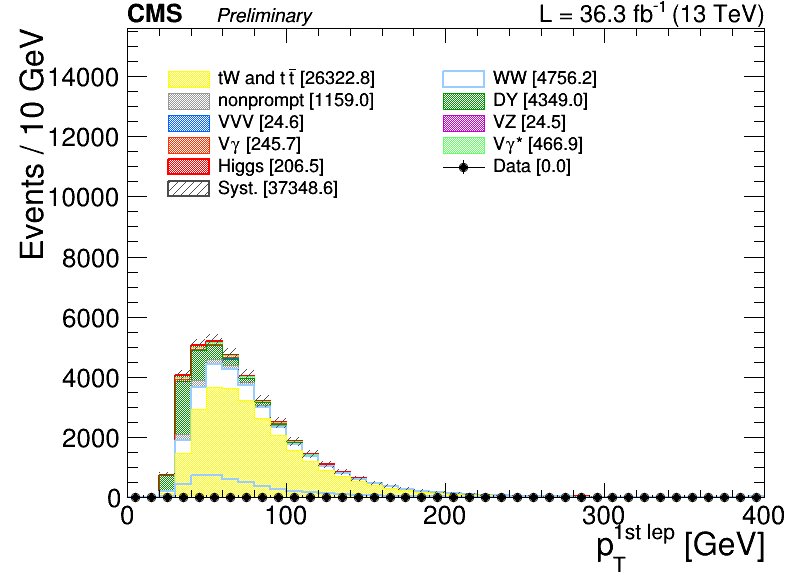 CMS Preliminary L = 36.3 fb⁻¹ (13 TeV)
Events / 10 GeV
14000
12000
10000
8000
6000
4000
2000
0
tW and tt̄ [26322.8]
nonprompt [1159.0]
VVV [24.6]
Vγ [245.7]
Higgs [206.5]
Syst. [37348.6]
WW [4756.2]
DY [4349.0]
VZ [24.5]
Vγ* [466.9]
Data [0.0]
0 100 200 300 400
p_T^1st lep [GeV]